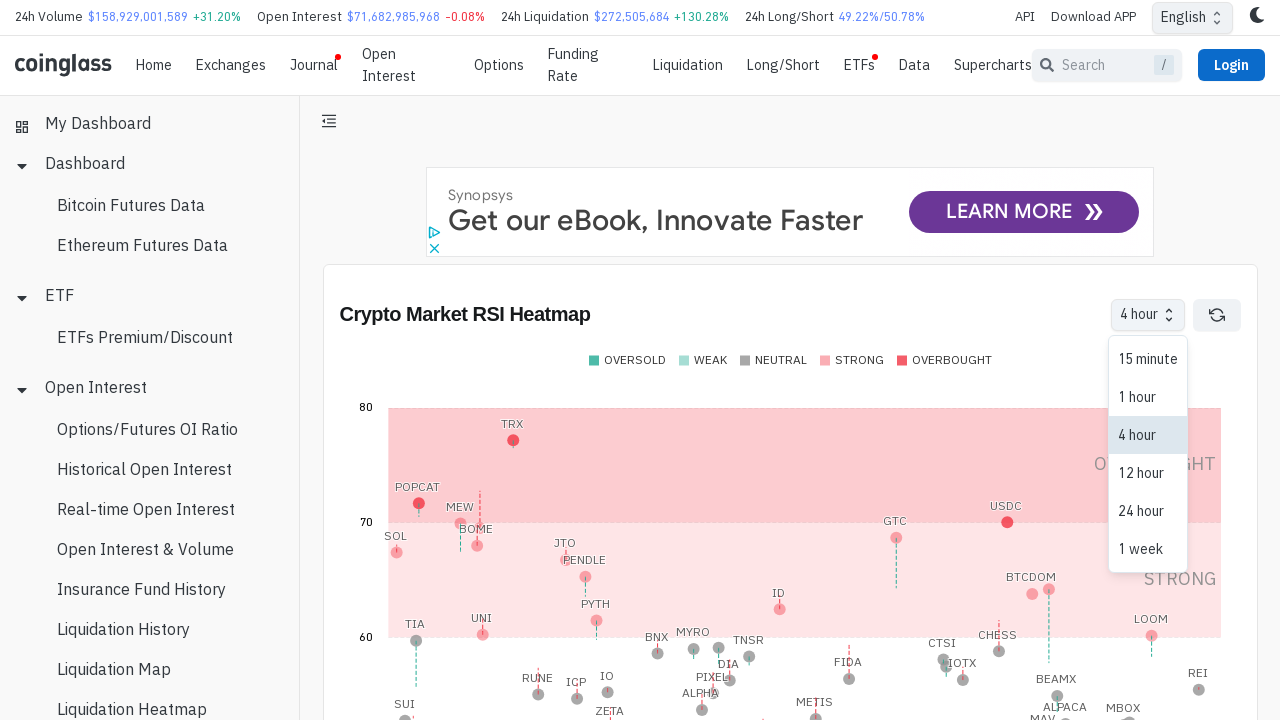 24h Volume $158,929,001,589 +31.20% Open Interest $71,682,985,968 -0.08% 24h Liquidation $272,505,684 +130.28% 24h Long/Short 49.22%/50.78% API Download APP English
coinglass Home Exchanges Journal Open Interest Options Funding Rate Liquidation Long/Short ETFs Data Supercharts Search / Login
My Dashboard
Dashboard
Bitcoin Futures Data
Ethereum Futures Data
ETF
ETFs Premium/Discount
Open Interest
Options/Futures OI Ratio
Historical Open Interest
Real-time Open Interest
Open Interest & Volume
Insurance Fund History
Liquidation History
Liquidation Map
Liquidation Heatmap
Synopsys
Get our eBook, Innovate Faster
LEARN MORE
Crypto Market RSI Heatmap
4 hour
15 minute
1 hour
4 hour
12 hour
24 hour
1 week
OVERSOLD WEAK NEUTRAL STRONG OVERBOUGHT
80
TRX
POPCAT
MEW
USDC
70
GTC
BOME
SOL
JTO
PENDLE
BTCDOM
STRONG
ID
PYTH
UNI
LOOM
TIA
60
MYRO
BNX
TNSR
CHESS
CTSI
DIA
FIDA
IOTX
REI
RUNE
ICP
IO
PIXEL
BEAMX
ALPHA
METIS
SUI
ZETA
ALPACA
MBOX
MAV